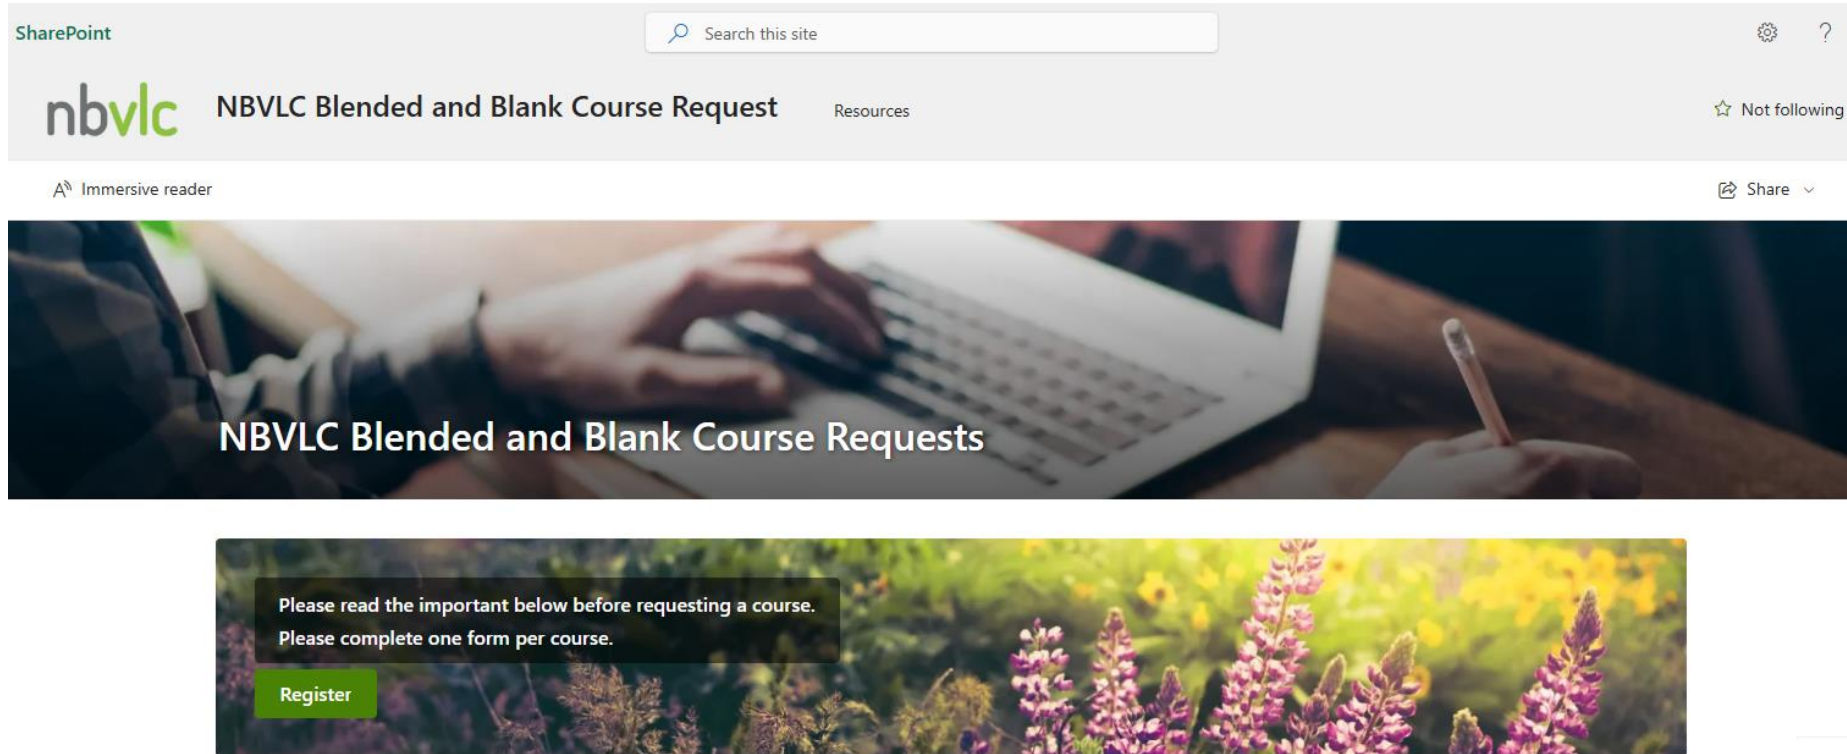 SharePoint
Search this site
?
nbvlc
NBVLC Blended and Blank Course Request
Resources
Not following
Immersive reader
Share
NBVLC Blended and Blank Course Requests
Please read the important below before requesting a course.
Please complete one form per course.
Register